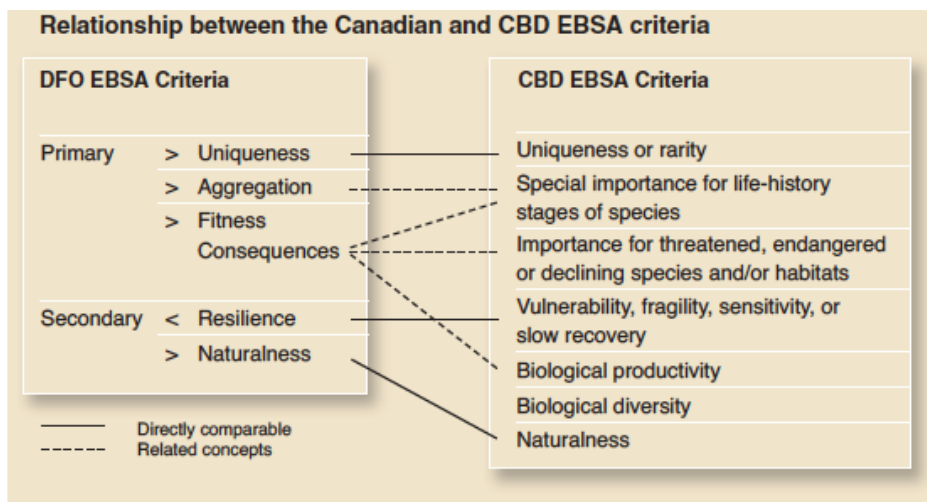 Relationship between the Canadian and CBD EBSA criteria
DFO EBSA Criteria
Primary > Uniqueness
> Aggregation
> Fitness
Consequences
Secondary < Resilience
> Naturalness
CBD EBSA Criteria
Uniqueness or rarity
Special importance for life-history
stages of species
Importance for threatened, endangered
or declining species and/or habitats
Vulnerability, fragility, sensitivity, or
slow recovery
Biological productivity
Biological diversity
Naturalness
Directly comparable
Related concepts